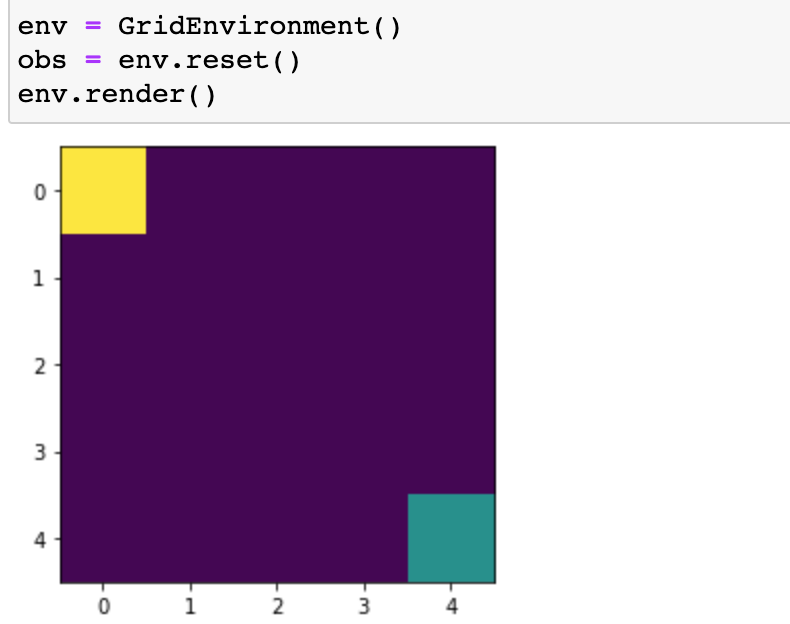 env = GridEnvironment()
obs = env.reset()
env.render()
0
1
2
3
4
0 1 2 3 4